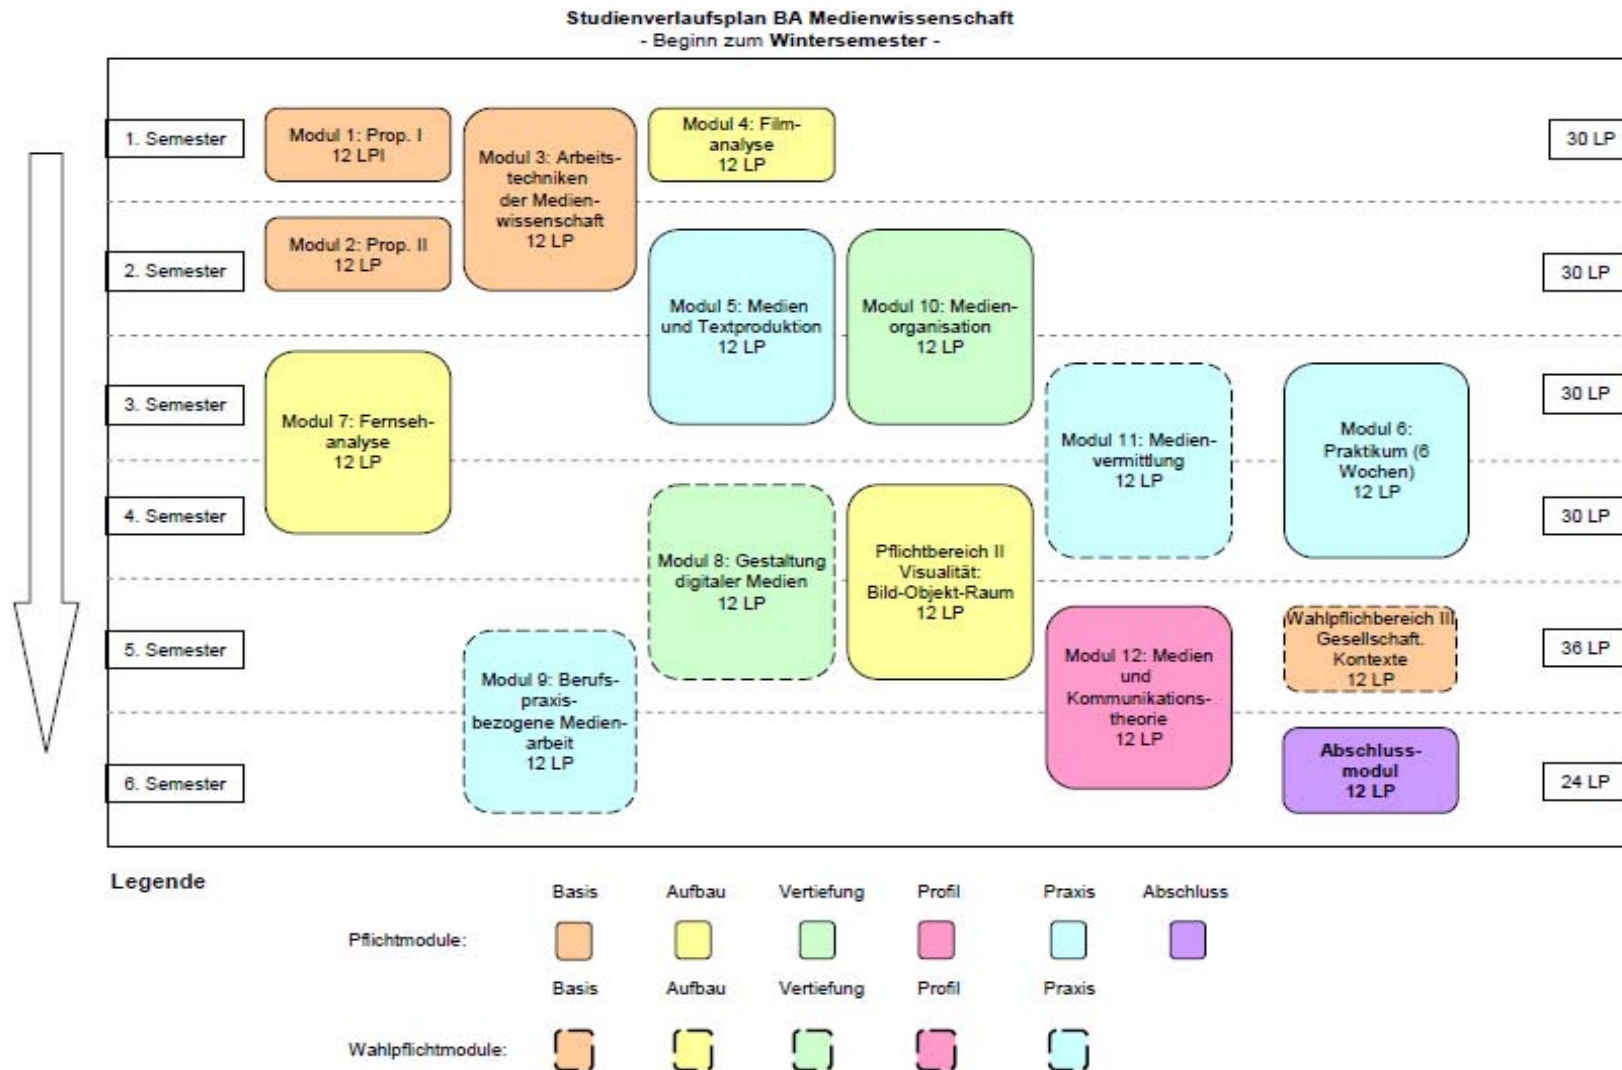 Studienverlaufsplan BA Medienwissenschaft
- Beginn zum Wintersemester -
1. Semester
Modul 1: Prop. I
12 LPI
Modul 3: Arbeits-
techniken
der Medien-
wissenschaft
12 LP
Modul 4: Film-
analyse
12 LP
30 LP
2. Semester
Modul 2: Prop. II
12 LP
Modul 5: Medien
und Textproduktion
12 LP
Modul 10: Medien-
organisation
12 LP
30 LP
3. Semester
Modul 7: Fernseh-
analyse
12 LP
Modul 11: Medien-
vermittlung
12 LP
Modul 6:
Praktikum (6
Wochen)
12 LP
30 LP
4. Semester
Modul 8: Gestaltung
digitaler Medien
12 LP
Pflichtbereich II
Visualität:
Bild-Objekt-Raum
12 LP
30 LP
5. Semester
Modul 9: Berufs-
praxis-
bezogene Medien-
arbeit
12 LP
Modul 12: Medien
und
Kommunikations-
theorie
12 LP
Wahlpflichbereich III
Gesellschaft.
Kontexte
12 LP
36 LP
6. Semester
Abschluss-
modul
12 LP
24 LP
Legende
Basis Aufbau Vertiefung Profil Praxis Abschluss
Pflichtmodule:
Basis Aufbau Vertiefung Profil Praxis
Wahlpflichtmodule: